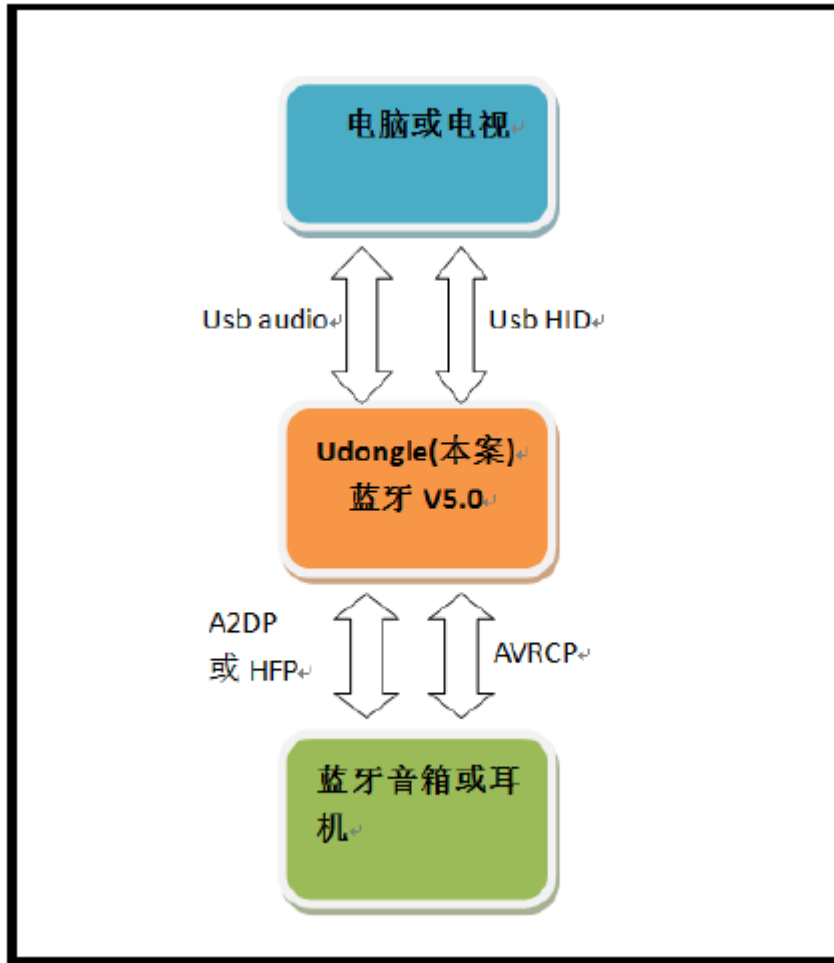 电脑或电视
Usb audio
Usb HID
Udongle(本案)
蓝牙 V5.0
A2DP
或 HFP
AVRCP
蓝牙音箱或耳
机